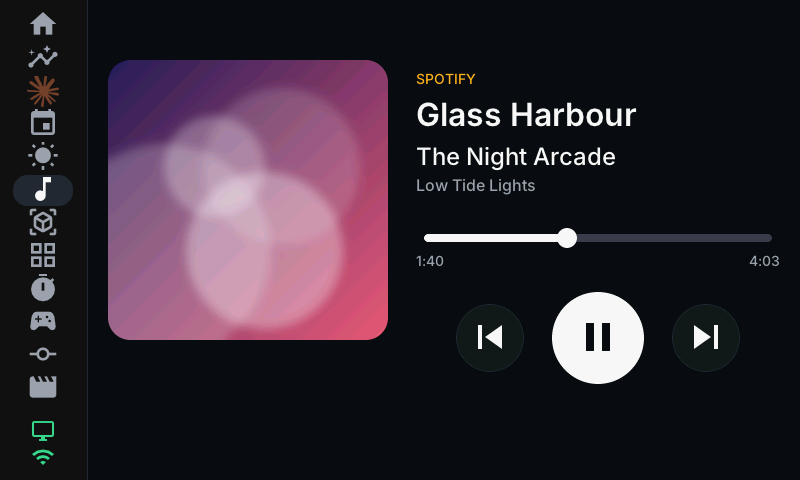 SPOTIFY
Glass Harbour
The Night Arcade
Low Tide Lights
1:40 4:03